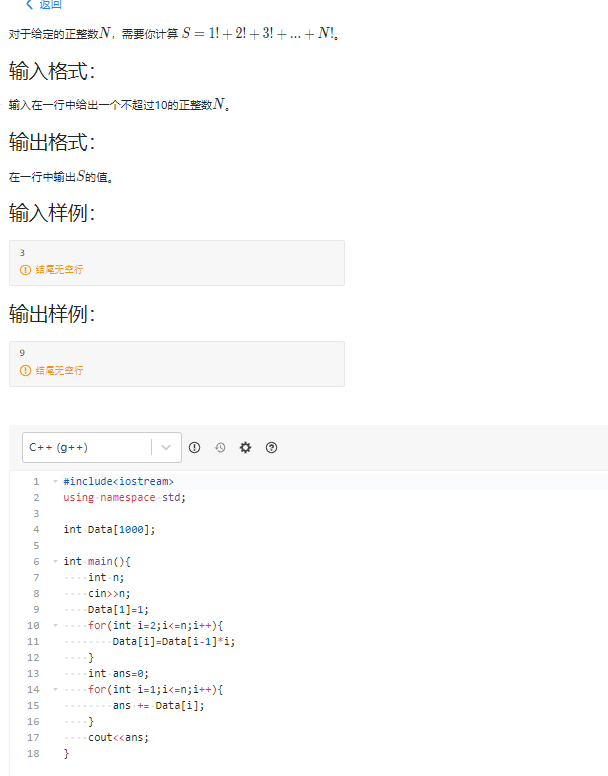 返回
对于给定的正整数N，需要你计算 S = 1! + 2! + 3! + ... + N!。
输入格式：
输入在一行中给出一个不超过10的正整数N。
输出格式：
在一行中输出S的值。
输入样例：
3
结尾无空行
输出样例：
9
结尾无空行
C++ (g++)
1 #include<iostream>
2 using namespace std;
3
4 int Data[1000];
5
6 int main(){
7     int n;
8     cin>>n;
9     Data[1]=1;
10     for(int i=2;i<=n;i++){
11         Data[i]=Data[i-1]*i;
12     }
13     int ans=0;
14     for(int i=1;i<=n;i++){
15         ans += Data[i];
16     }
17     cout<<ans;
18 }